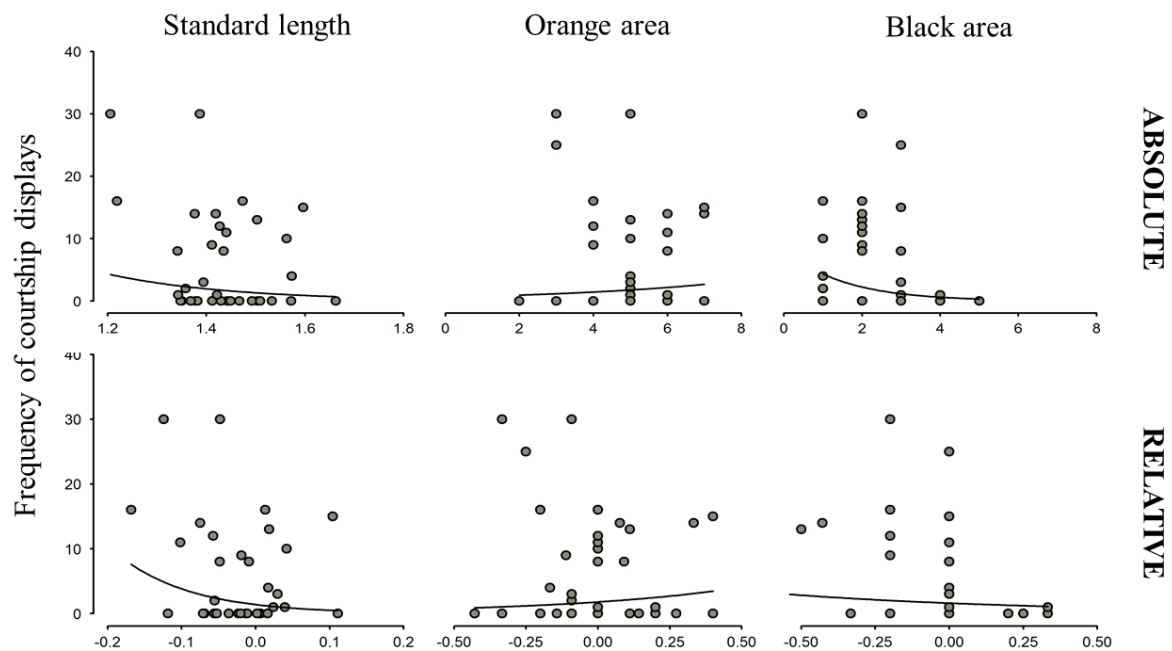 Standard length Orange area Black area
Frequency of courtship displays
ABSOLUTE
40
30
20
10
0
1.2 1.4 1.6 1.8
0 2 4 6 8
0 2 4 6 8
RELATIVE
40
30
20
10
0
-0.2 -0.1 0.0 0.1 0.2
-0.50 -0.25 0.00 0.25 0.50
-0.50 -0.25 0.00 0.25 0.50